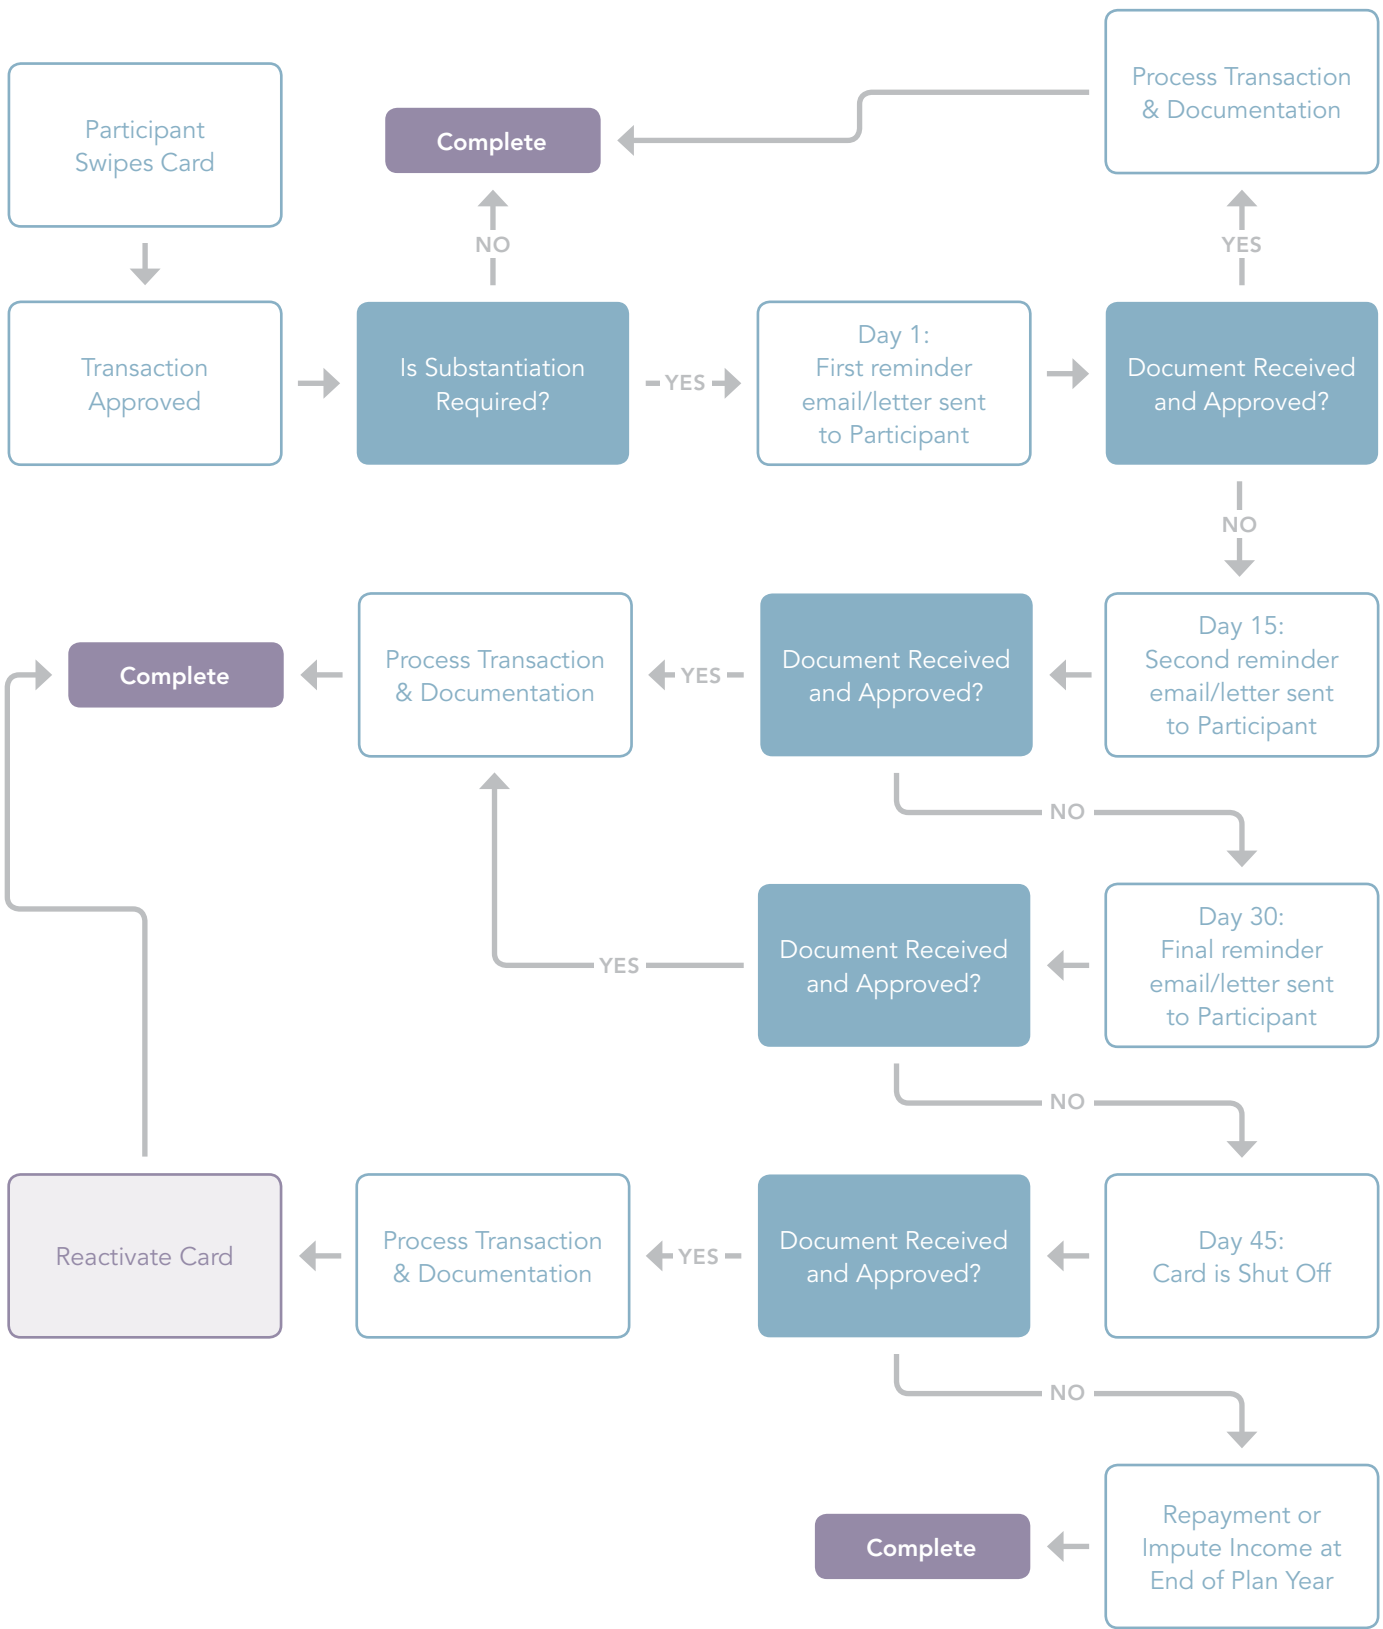 Process Transaction
& Documentation
Participant
Swipes Card
Complete
NO
YES
Transaction
Approved
Is Substantiation
Required?
YES
Day 1:
First reminder
email/letter sent
to Participant
Document Received
and Approved?
NO
Complete
Process Transaction
& Documentation
YES
Document Received
and Approved?
Day 15:
Second reminder
email/letter sent
to Participant
NO
YES
Document Received
and Approved?
Day 30:
Final reminder
email/letter sent
to Participant
NO
Reactivate Card
Process Transaction
& Documentation
YES
Document Received
and Approved?
Day 45:
Card is Shut Off
NO
Complete
Repayment or
Impute Income at
End of Plan Year